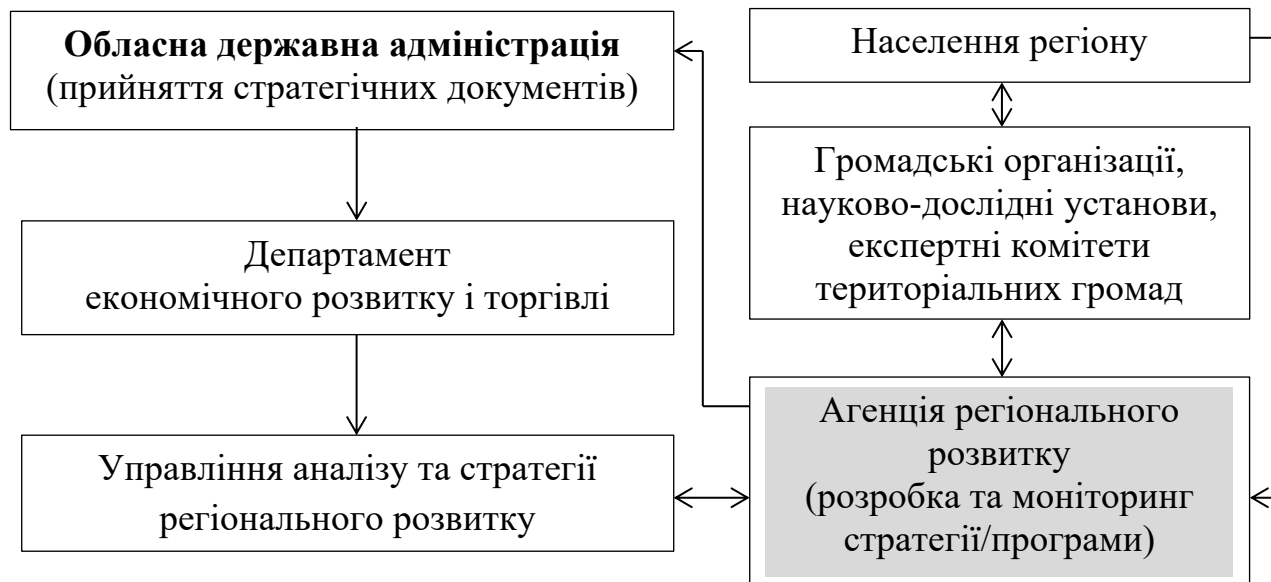 Обласна державна адміністрація
(прийняття стратегічних документів)
Департамент
економічного розвитку і торгівлі
Управління аналізу та стратегії
регіонального розвитку
Населення регіону
Громадські організації,
науково-дослідні установи,
експертні комітети
територіальних громад
Агенція регіонального
розвитку
(розробка та моніторинг
стратегії/програми)